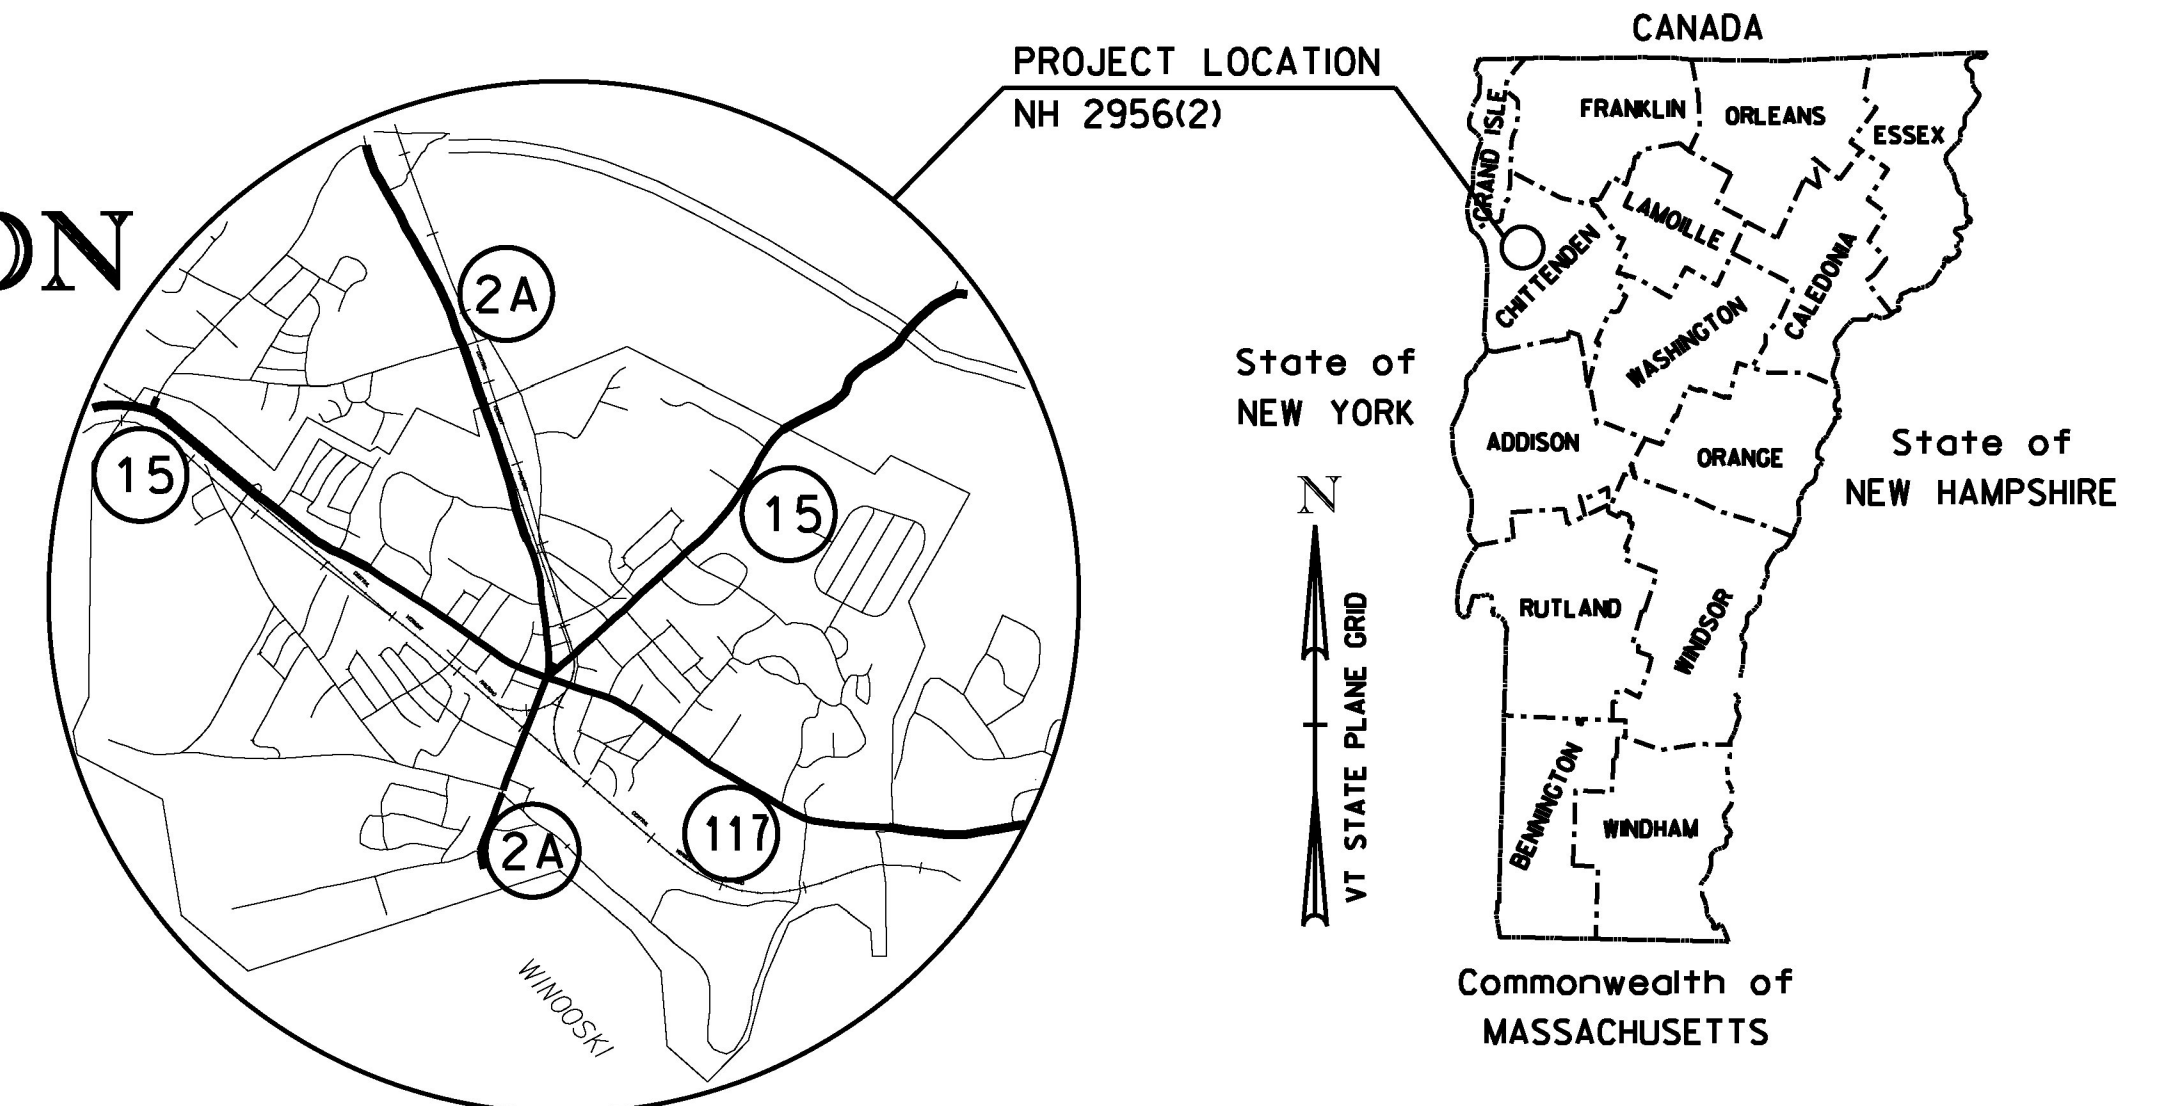 ON
PROJECT LOCATION
NH 2956(2)
2A
15
15
117
2A
WINOOSKI
CANADA
GRAND ISLE
FRANKLIN
ORLEANS
ESSEX
LAMOILLE
CHITTENDEN
CALEDONIA
WASHINGTON
State of
NEW YORK
ADDISON
ORANGE
State of
NEW HAMPSHIRE
N
VT STATE PLANE GRID
RUTLAND
WINDSOR
BENNINGTON
WINDHAM
Commonwealth of
MASSACHUSETTS